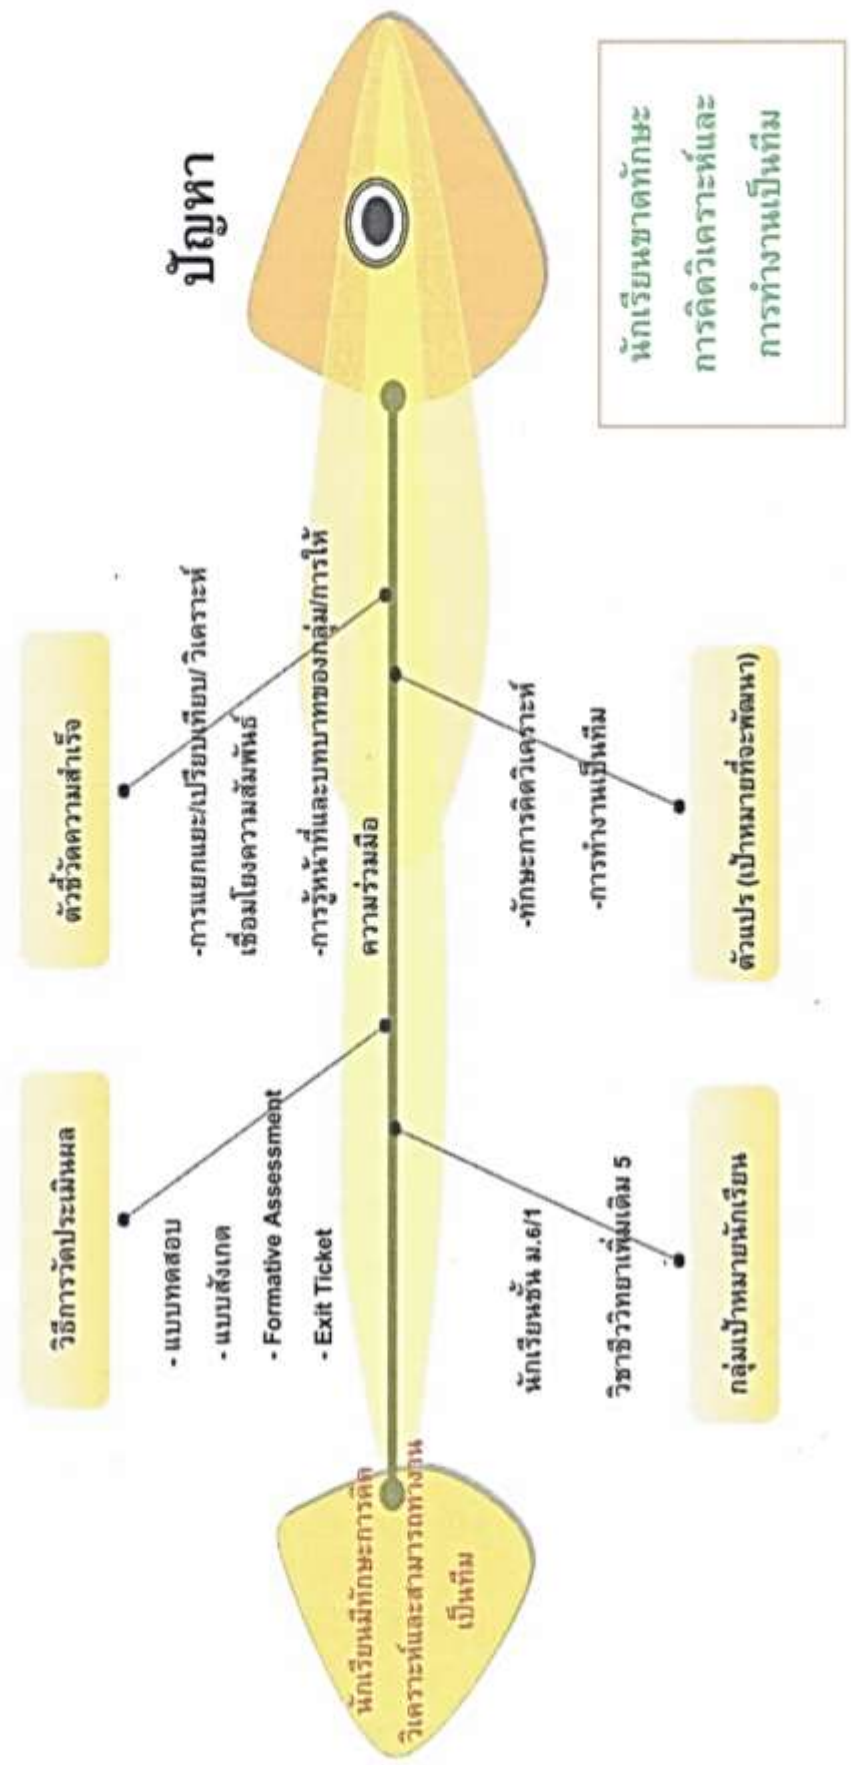 ปัญหา
นักเรียนขาดทักษะ
การคิดวิเคราะห์และ
การทำงานเป็นทีม
วิธีการวัดประเมินผล
- แบบทดสอบ
- แบบสังเกต
- Formative Assessment
- Exit Ticket
ตัวชี้วัดความสำเร็จ
-การแยกแยะ/เปรียบเทียบ/ วิเคราะห์
เชื่อมโยงความสัมพันธ์
-การรู้หน้าที่และบทบาทของกลุ่ม/การให้
ความร่วมมือ
นักเรียนมีทักษะการคิด
วิเคราะห์และสามารถทำงาน
เป็นทีม
นักเรียนชั้น ม.6/1
วิชาชีววิทยาเพิ่มเติม 5
กลุ่มเป้าหมายนักเรียน
-ทักษะการคิดวิเคราะห์
-การทำงานเป็นทีม
ตัวแปร (เป้าหมายที่จะพัฒนา)